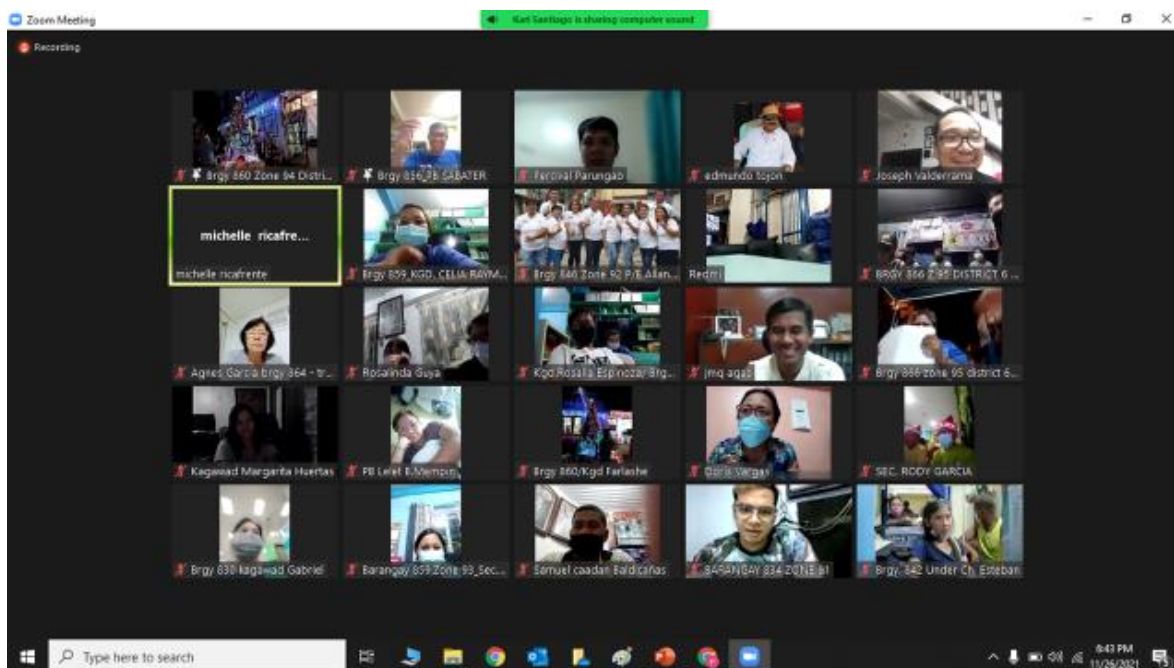 Zoom Meeting
Karl Santiago is sharing computer sound
Recording
Brgy 860 Zone 94 Distri...
Brgy 856_PB SABATER
Percival Parungao
edmundo tojon
Joseph Valderrama
michelle ricafre...
michelle ricafrente
Brgy 859_KGD. CELIA RAYM...
Brgy 846 Zone 92 P/B Allan...
Redmi
BRGY 866 Z 95 DISTRICT 6 ...
Agnes Garcia brgy 864 - tr...
Rosalinda Guya
Kgd Rosalia Espinoza/ Brg...
jmq agao
Brgy 866 zone 95 district 6...
Kagawad Margarita Huertas
PB Lelet B.Mempin
Brgy 860/Kgd Farlashe
Doris Vargas
SEC. RODY GARCIA
Brgy 830 kagawad Gabriel
Barangay 859 Zone 93_Sec...
Samuel caadan Baldicañas
BARANGAY 834 ZONE 91
Brgy. 842 Under Ch. Esteban
Type here to search
6:43 PM
11/26/2021